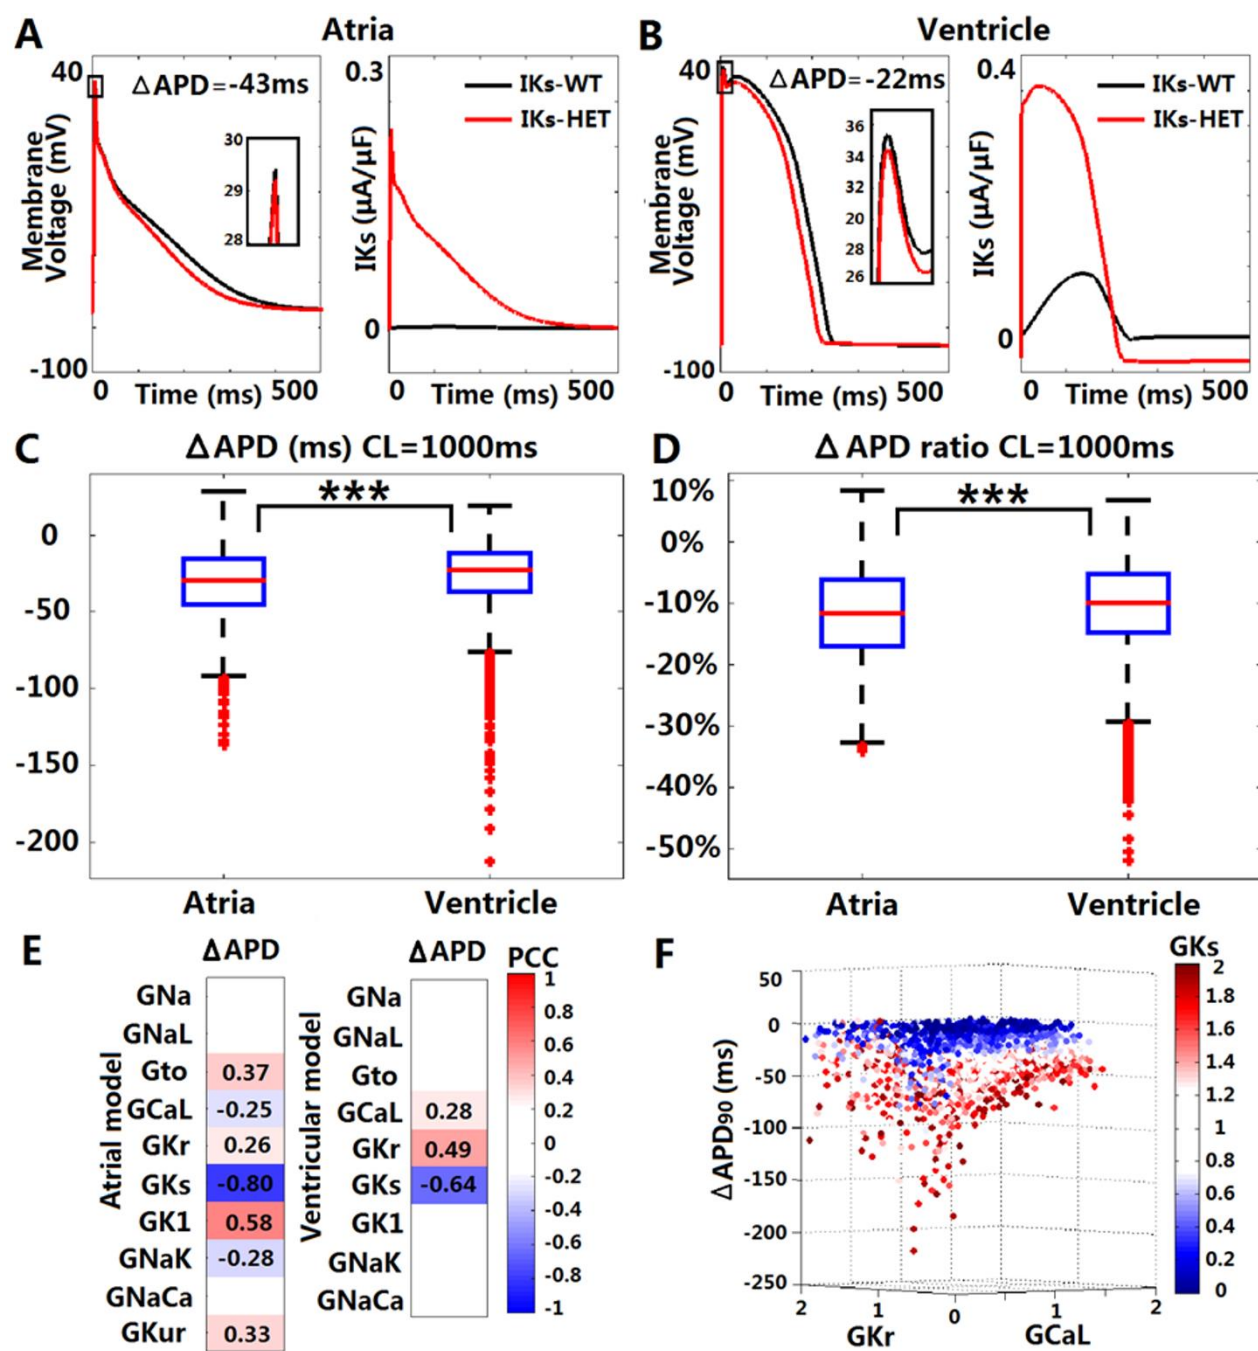 A
Atria
40
Membrane
Voltage (mV)
-100
Δ APD = -43ms
30
29
28
0
Time (ms)
500
0.3
IKs (μA/μF)
0
IKs-WT
IKs-HET
0
Time (ms)
500
B
Ventricle
40
Membrane
Voltage (mV)
-100
Δ APD = -22ms
36
34
32
20
28
26
0
Time (ms)
500
0.4
IKs (μA/μF)
0
IKs-WT
IKs-HET
0
Time (ms)
500
C
Δ APD (ms) CL=1000ms
***
0
-50
-100
-150
-200
Atria
Ventricle
D
Δ APD ratio CL=1000ms
***
10%
0%
-10%
-20%
-30%
-40%
-50%
Atria
Ventricle
E
Δ APD
Atrial model
GNa
GNaL
Gto 0.37
GCaL -0.25
GKr 0.26
GKs -0.80
GK1 0.58
GNaK -0.28
GNaCa
GKur 0.33
Δ APD
Ventricular model
GNa
GNaL
Gto
GCaL 0.28
GKr 0.49
GKs -0.64
GK1
GNaK
GNaCa
PCC
1
0.8
0.6
0.4
0.2
0
-0.2
-0.4
-0.6
-0.8
-1
F
Δ APD90 (ms)
50
0
-50
-100
-150
-200
-250
2
1
0
1
2
GKr
GCaL
GKs
2
1.8
1.6
1.4
1.2
1
0.8
0.6
0.4
0.2
0